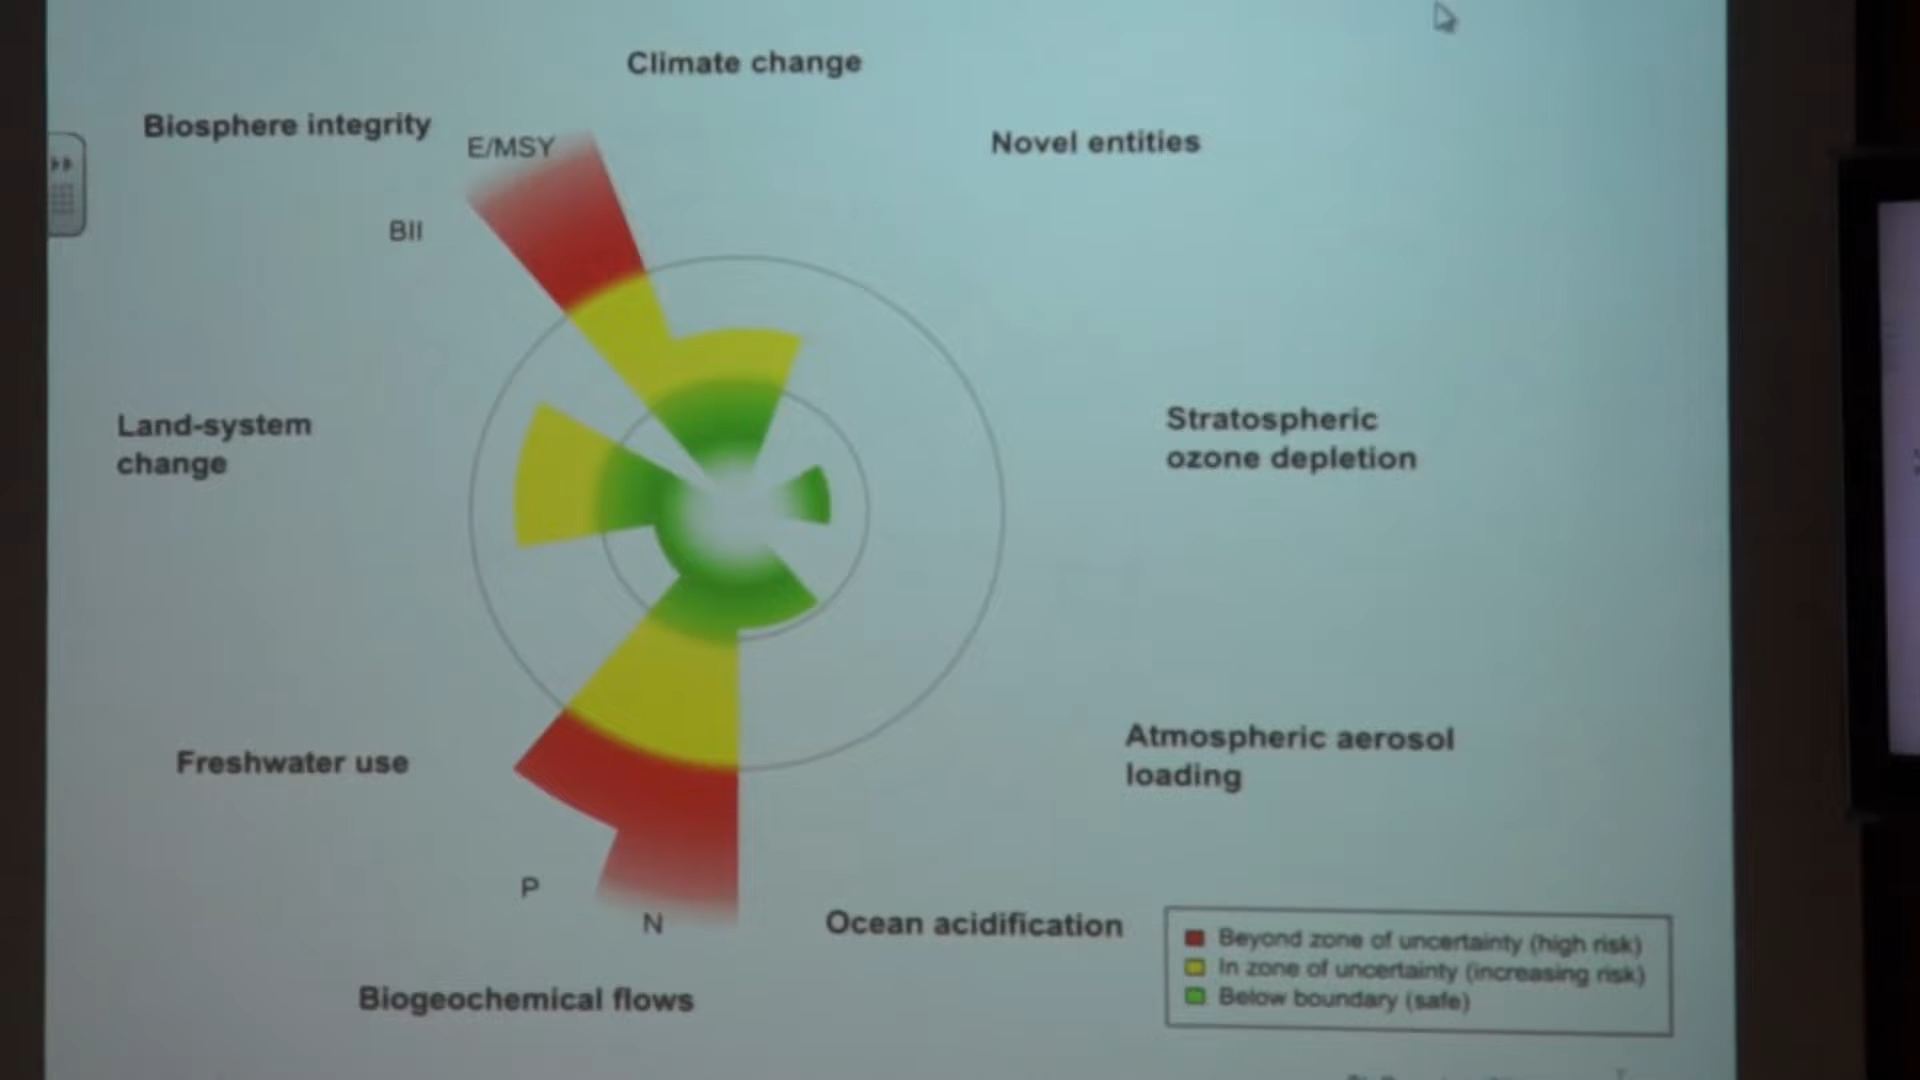 Climate change
Biosphere integrity
E/MSY
Novel entities
BII
Land-system
change
Stratospheric
ozone depletion
Freshwater use
Atmospheric aerosol
loading
P
N
Ocean acidification
Biogeochemical flows
Beyond zone of uncertainty (high risk)
In zone of uncertainty (increasing risk)
Below boundary (safe)